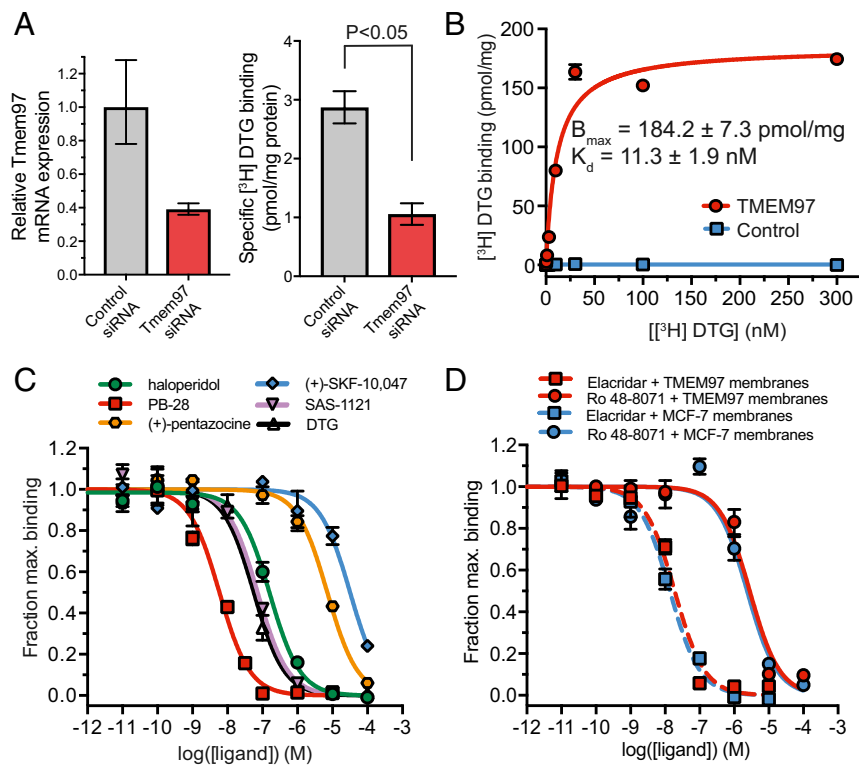 A
Relative Tmem97
mRNA expression
1.2
1.0
0.8
0.6
0.4
0.2
0.0
Control
siRNA
Tmem97
siRNA
P<0.05
Specific [³H] DTG binding
(pmol/mg protein)
4
3
2
1
0
Control
siRNA
Tmem97
siRNA
B
[³H] DTG binding (pmol/mg)
200
150
100
50
0
Bmax = 184.2 ± 7.3 pmol/mg
Kd = 11.3 ± 1.9 nM
TMEM97
Control
0 50 100 150 200 250 300
[[³H] DTG] (nM)
C
haloperidol
PB-28
(+)-pentazocine
(+)-SKF-10,047
SAS-1121
DTG
Fraction max. binding
1.2
1.0
0.8
0.6
0.4
0.2
0.0
-12 -11 -10 -9 -8 -7 -6 -5 -4 -3
log([ligand]) (M)
D
Elacridar + TMEM97 membranes
Ro 48-8071 + TMEM97 membranes
Elacridar + MCF-7 membranes
Ro 48-8071 + MCF-7 membranes
Fraction max. binding
1.2
1.0
0.8
0.6
0.4
0.2
0.0
-12 -11 -10 -9 -8 -7 -6 -5 -4 -3
log([ligand]) (M)